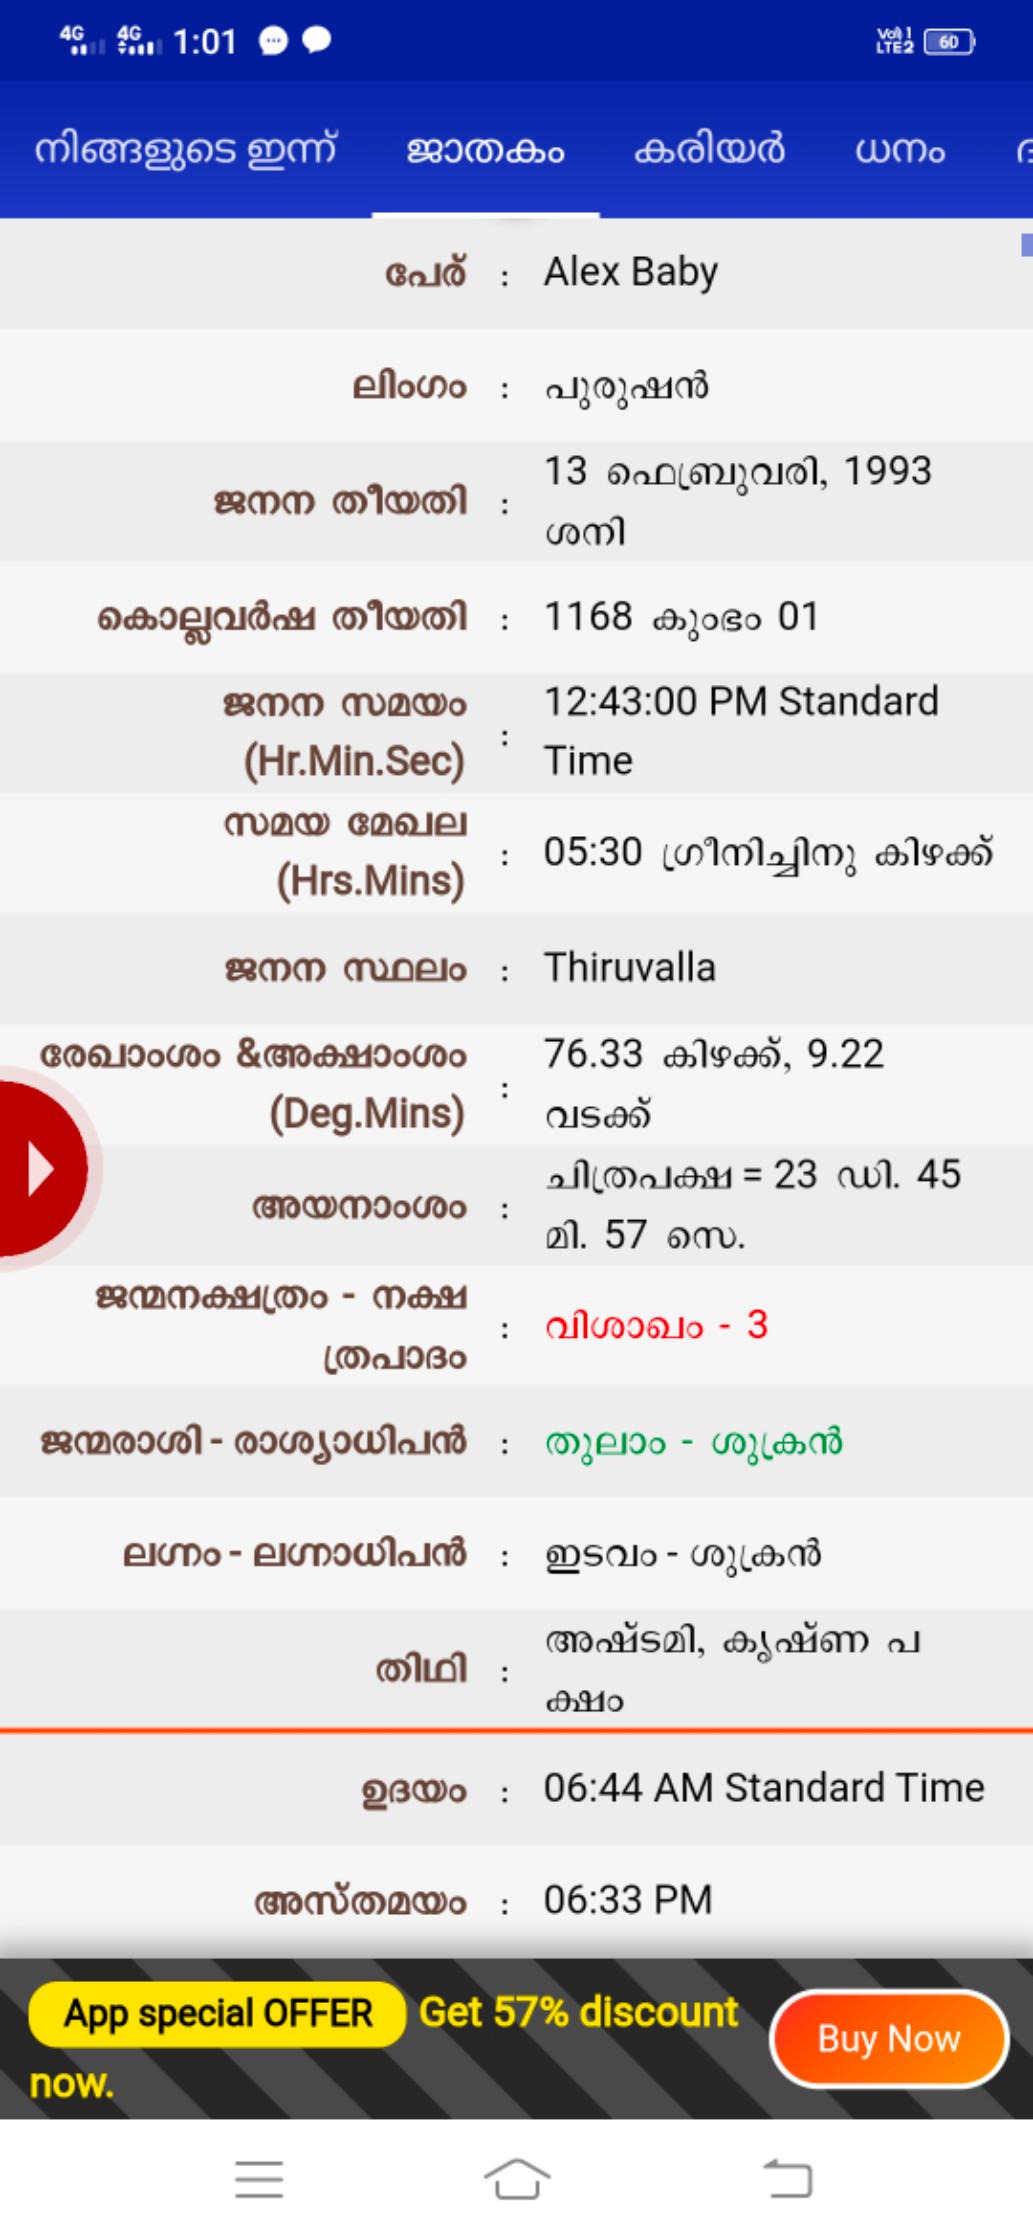 4G 4G 1:01 VoI) 1 LTE2 60
നിങ്ങളുടെ ഇന്ന് ജാതകം കരിയർ ധനം
പേര് : Alex Baby
ലിംഗം : പുരുഷൻ
ജനന തീയതി : 13 ഫെബ്രുവരി, 1993
ശനി
കൊല്ലവർഷ തീയതി : 1168 കുംഭം 01
ജനന സമയം
(Hr.Min.Sec) : 12:43:00 PM Standard
Time
സമയ മേഖല
(Hrs.Mins) : 05:30 ഗ്രീനിച്ചിനു കിഴക്ക്
ജനന സ്ഥലം : Thiruvalla
രേഖാംശം &അക്ഷാംശം
(Deg.Mins) : 76.33 കിഴക്ക്, 9.22
വടക്ക്
അയനാംശം : ചിത്രപക്ഷ = 23 ഡി. 45
മി. 57 സെ.
ജന്മനക്ഷത്രം - നക്ഷ
ത്രപാദം : വിശാഖം - 3
ജന്മരാശി - രാശ്യാധിപൻ : തുലാം - ശുക്രൻ
ലഗ്നം - ലഗ്നാധിപൻ : ഇടവം - ശുക്രൻ
തിഥി : അഷ്ടമി, കൃഷ്ണ പ
ക്ഷം
ഉദയം : 06:44 AM Standard Time
അസ്തമയം : 06:33 PM
App special OFFER Get 57% discount
now.
Buy Now